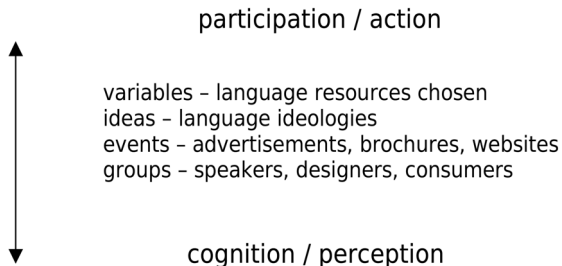 participation / action
variables – language resources chosen
ideas – language ideologies
events – advertisements, brochures, websites
groups – speakers, designers, consumers
cognition / perception